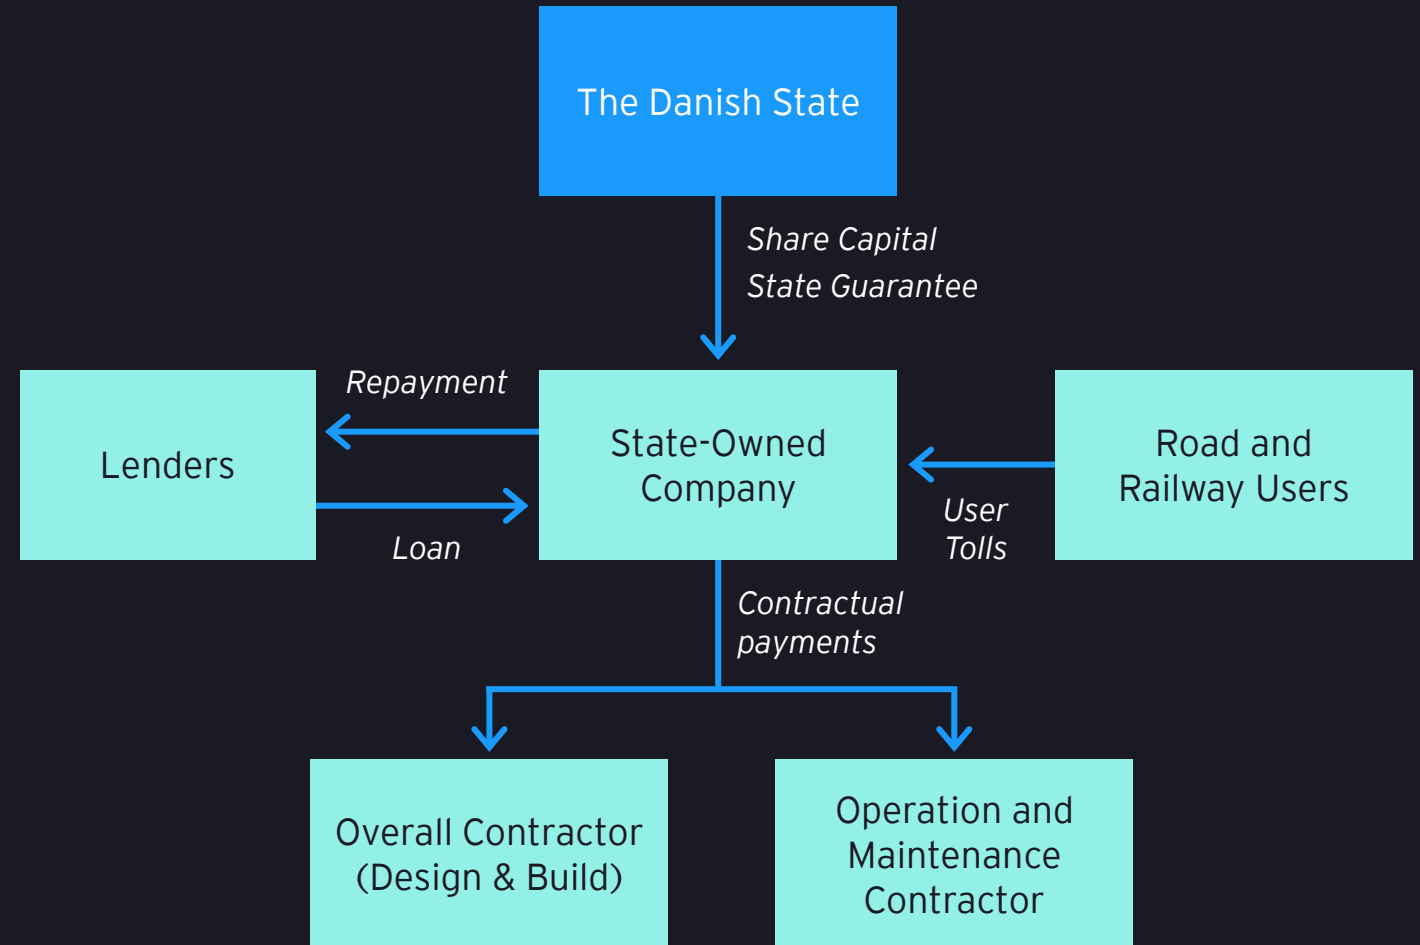 The Danish State
Share Capital
State Guarantee
Repayment
Lenders
Loan
State-Owned
Company
Road and
Railway Users
User
Tolls
Contractual
payments
Overall Contractor
(Design & Build)
Operation and
Maintenance
Contractor